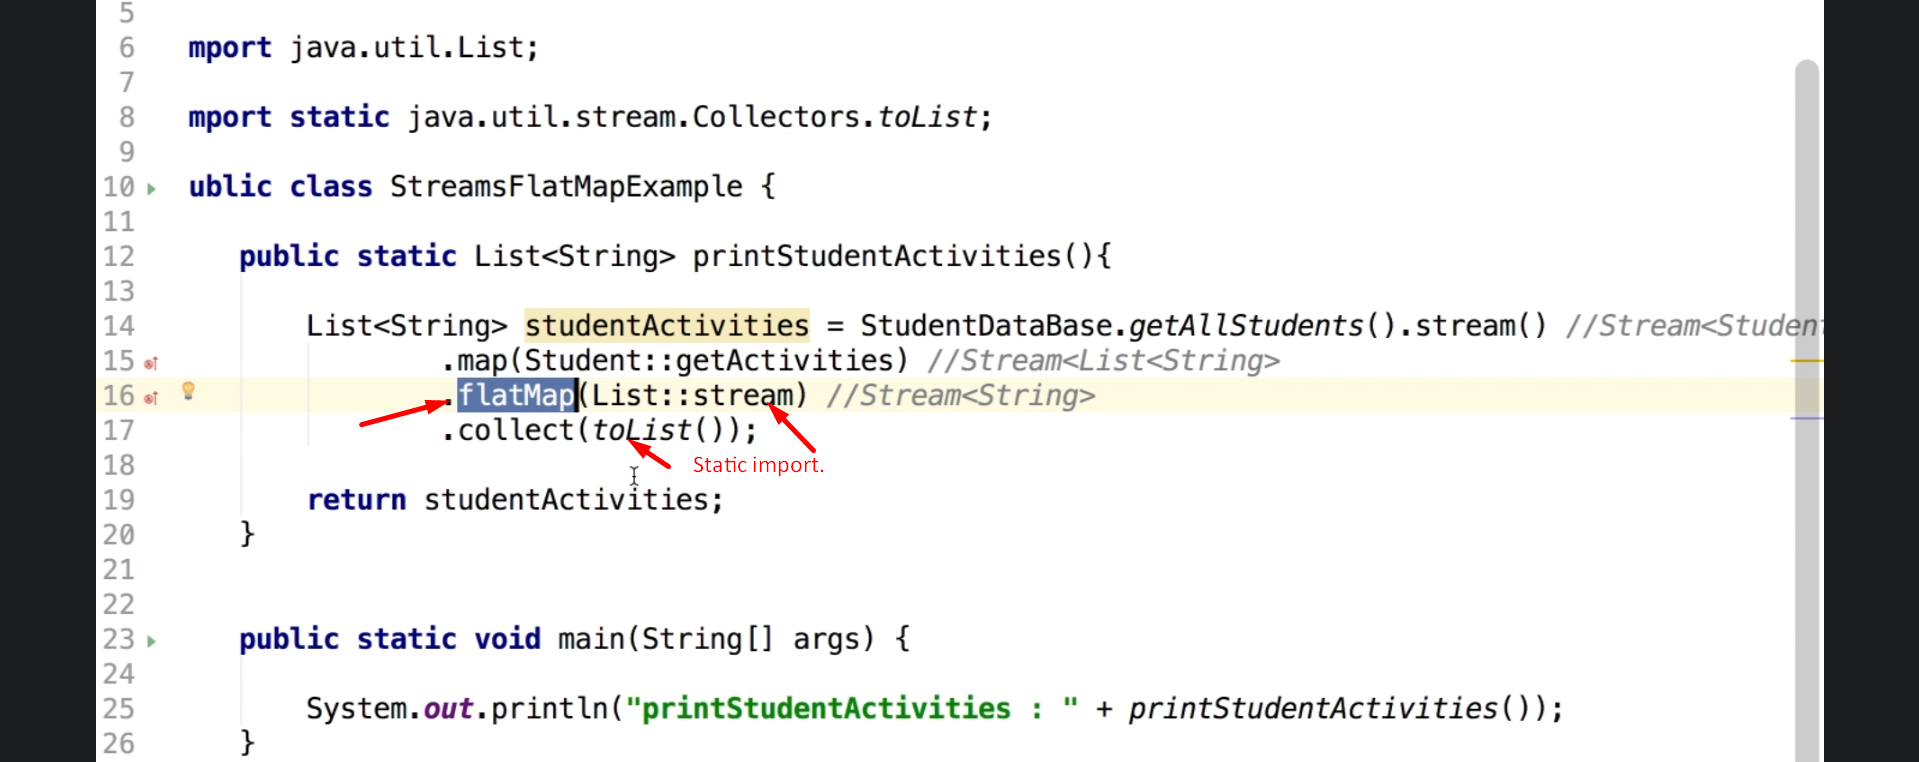 5
6 mport java.util.List;
7
8 mport static java.util.stream.Collectors.toList;
9
10 ublic class StreamsFlatMapExample {
11
12 public static List<String> printStudentActivities(){
13
14 List<String> studentActivities = StudentDataBase.getAllStudents().stream() //Stream<Student
15 .map(Student::getActivities) //Stream<List<String>
16 .flatMap(List::stream) //Stream<String>
17 .collect(toList());
18 Static import.
19 return studentActivities;
20 }
21
22
23 public static void main(String[] args) {
24
25 System.out.println("printStudentActivities : " + printStudentActivities());
26 }